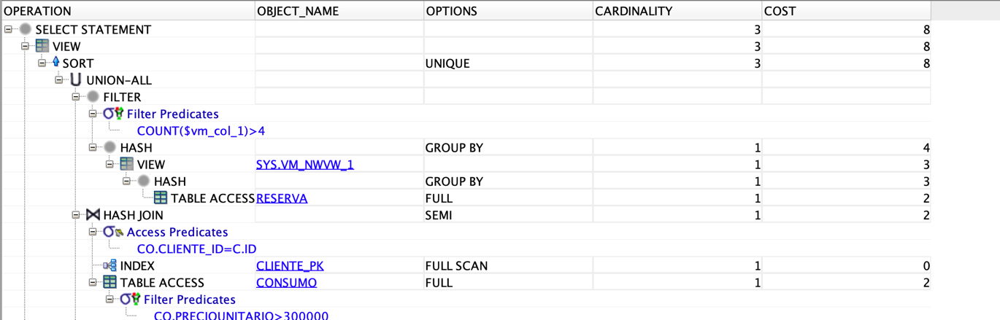 OPERATION OBJECT_NAME OPTIONS CARDINALITY COST
SELECT STATEMENT 3 8
VIEW 3 8
SORT UNIQUE 3 8
UNION-ALL
FILTER
Filter Predicates
COUNT($vm_col_1)>4
HASH GROUP BY 1 4
VIEW SYS.VM_NWVW_1 1 3
HASH GROUP BY 1 3
TABLE ACCESS RESERVA FULL 1 2
HASH JOIN SEMI 1 2
Access Predicates
CO.CLIENTE_ID=C.ID
INDEX CLIENTE_PK FULL SCAN 1 0
TABLE ACCESS CONSUMO FULL 1 2
Filter Predicates
CO.PRECIOUNITARIO>300000